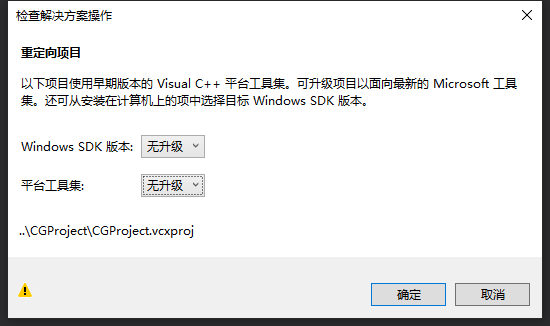 检查解决方案操作
重定向项目
以下项目使用早期版本的 Visual C++ 平台工具集。可升级项目以面向最新的 Microsoft 工具
集。还可从安装在计算机上的项中选择目标 Windows SDK 版本。
Windows SDK 版本: 无升级
平台工具集: 无升级
..\CGProject\CGProject.vcxproj
确定 取消